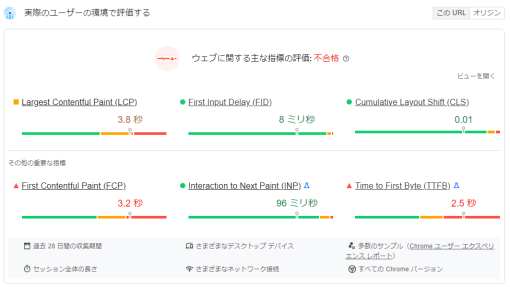 実際のユーザーの環境で評価する
この URL オリジン
ウェブに関する主な指標の評価: 不合格
ビューを開く
Largest Contentful Paint (LCP)
3.8 秒
First Input Delay (FID)
8 ミリ秒
Cumulative Layout Shift (CLS)
0.01
その他の重要な指標
First Contentful Paint (FCP)
3.2 秒
Interaction to Next Paint (INP)
96 ミリ秒
Time to First Byte (TTFB)
2.5 秒
過去 28 日間の収集期間
さまざまなデスクトップ デバイス
多数のサンプル（Chrome ユーザー エクスペリ
エンス レポート）
セッション全体の長さ
さまざまなネットワーク接続
すべての Chrome バージョン